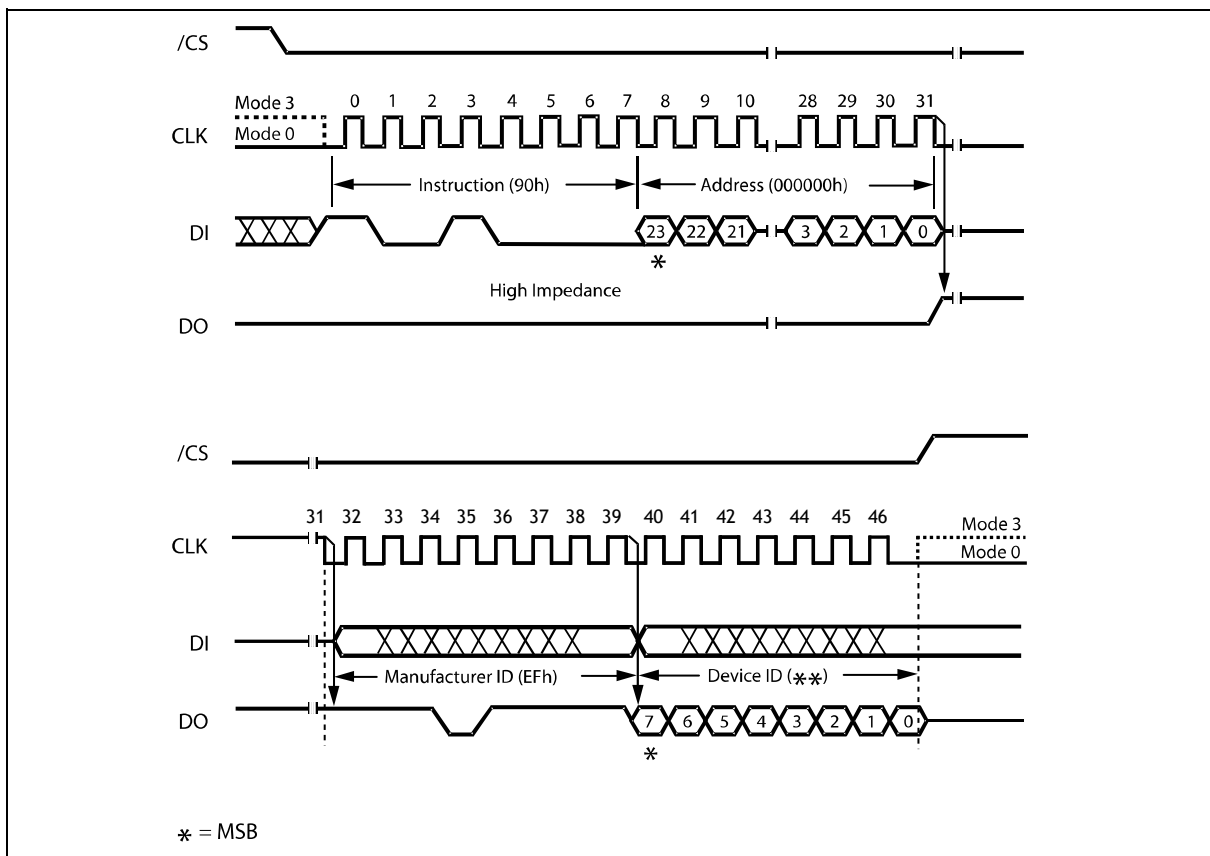 /CS
Mode 3
0 1 2 3 4 5 6 7 8 9 10 28 29 30 31
CLK
Mode 0
Instruction (90h)
Address (000000h)
DI
23 22 21 3 2 1 0
*
High Impedance
DO
/CS
31 32 33 34 35 36 37 38 39 40 41 42 43 44 45 46
Mode 3
CLK
Mode 0
DI
Manufacturer ID (EFh)
Device ID (**)
DO
7 6 5 4 3 2 1 0
*
* = MSB